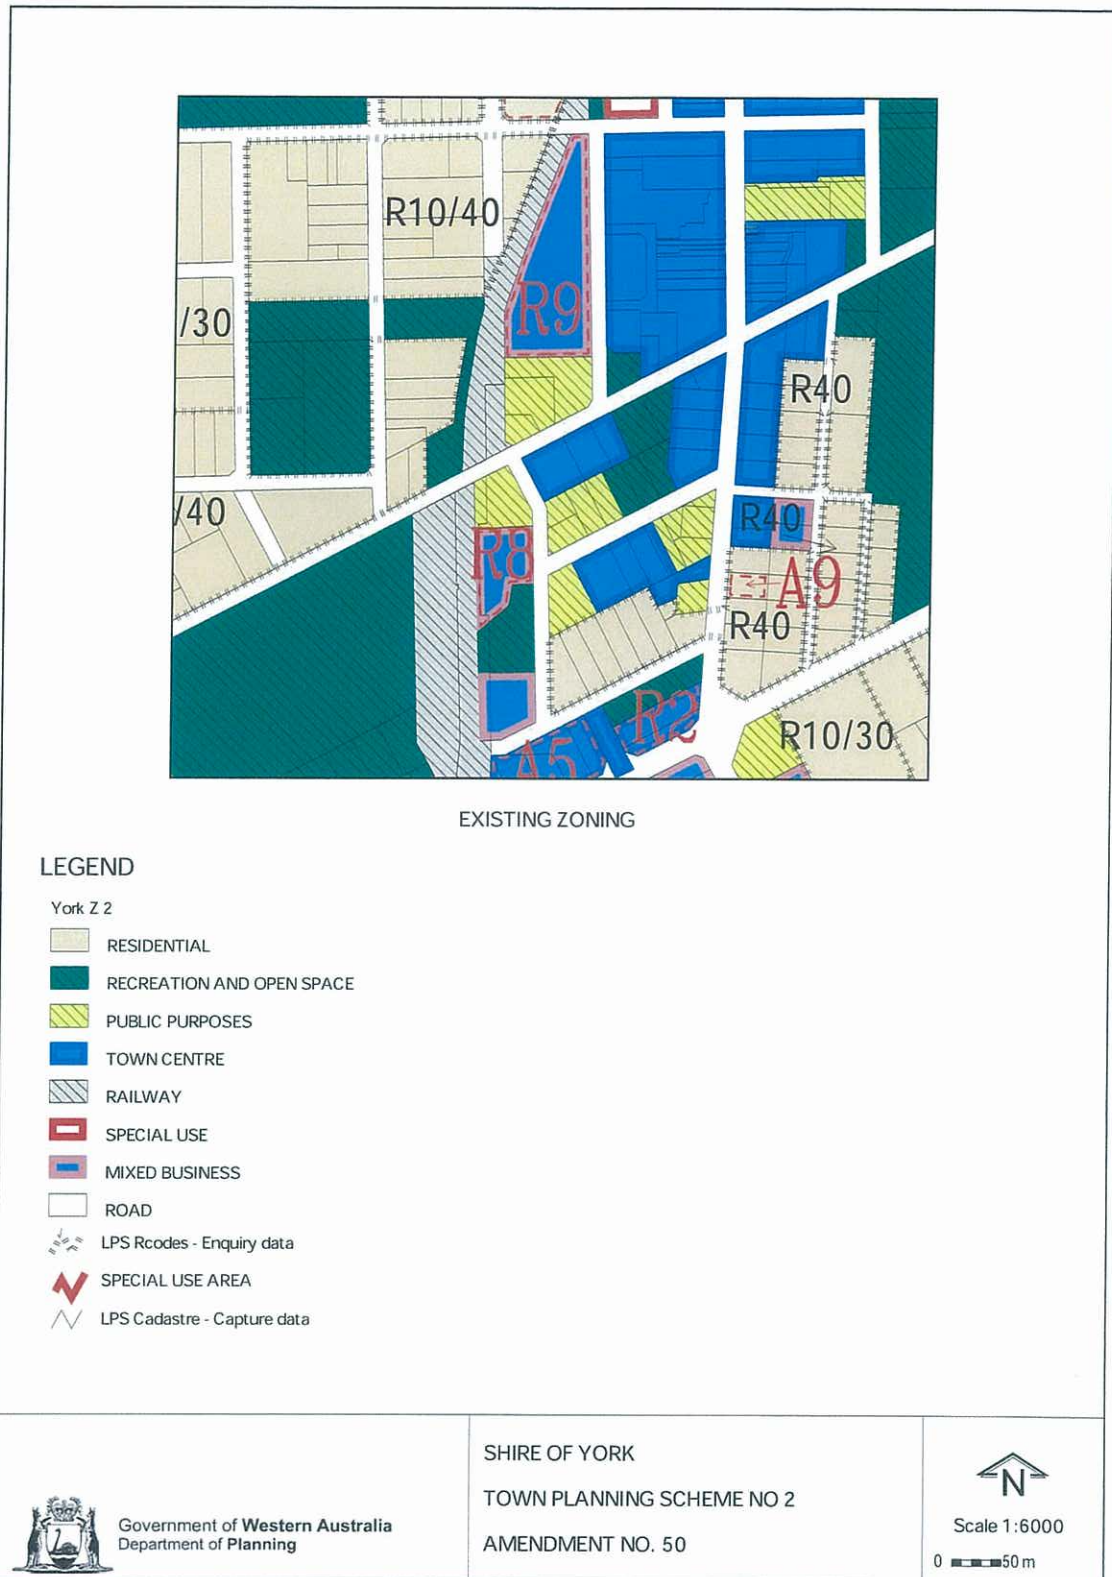 R10/40
R9
/30
R40
/40
R40
R8
A9
R40
R2
R10/30
A5
EXISTING ZONING
LEGEND
York Z 2
RESIDENTIAL
RECREATION AND OPEN SPACE
PUBLIC PURPOSES
TOWN CENTRE
RAILWAY
SPECIAL USE
MIXED BUSINESS
ROAD
LPS Rcodes - Enquiry data
SPECIAL USE AREA
LPS Cadastre - Capture data
Government of Western Australia
Department of Planning
SHIRE OF YORK
TOWN PLANNING SCHEME NO 2
AMENDMENT NO. 50
N
Scale 1:6000
0 50 m